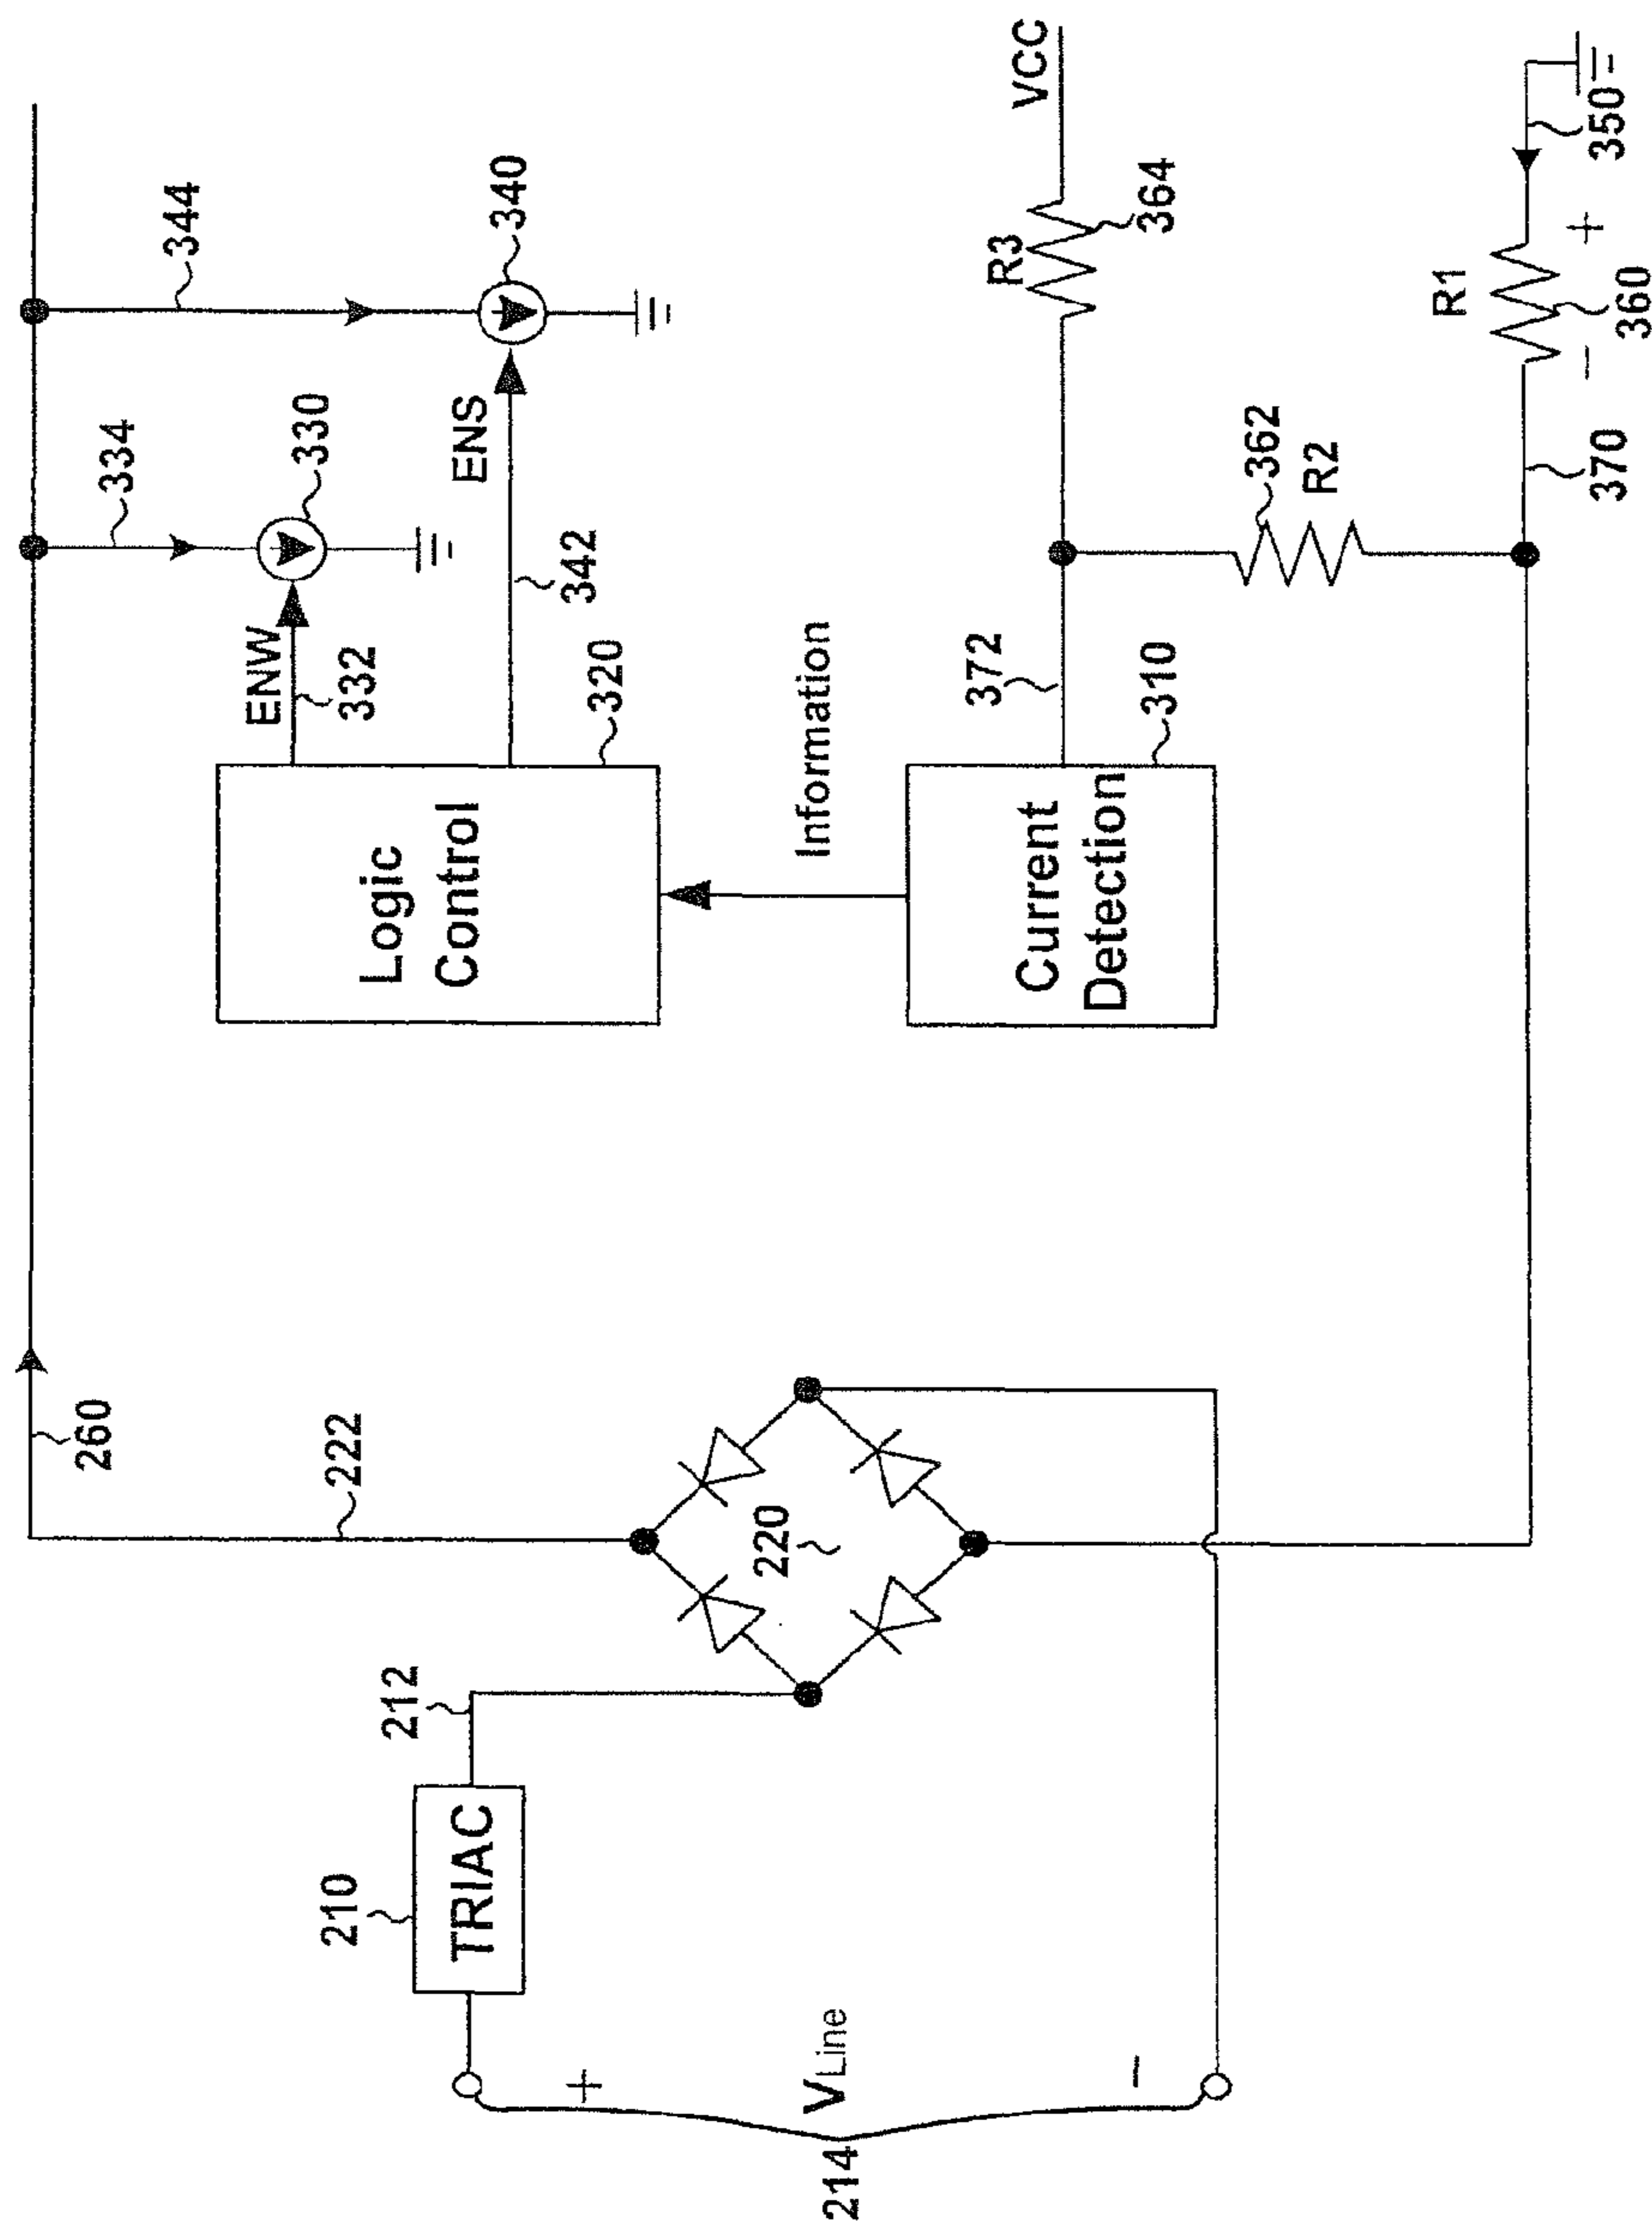 260
222
334
344
ENW
330
332
ENS
340
342
Logic
Control
320
Information
Current
Detection
310
372
R3
364
VCC
362
R2
R1
+
−
360
350
370
220
212
TRIAC
210
+
VLine
−
214